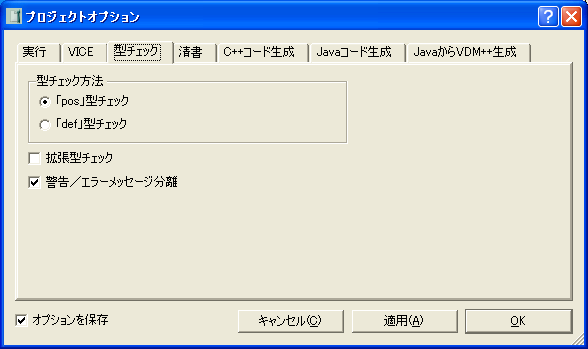 プロジェクトオプション
実行 VICE 型チェック 清書 C++コード生成 Javaコード生成 JavaからVDM++生成
型チェック方法
「pos」型チェック
「def」型チェック
拡張型チェック
警告／エラーメッセージ分離
オプションを保存 キャンセル(C) 適用(A) OK